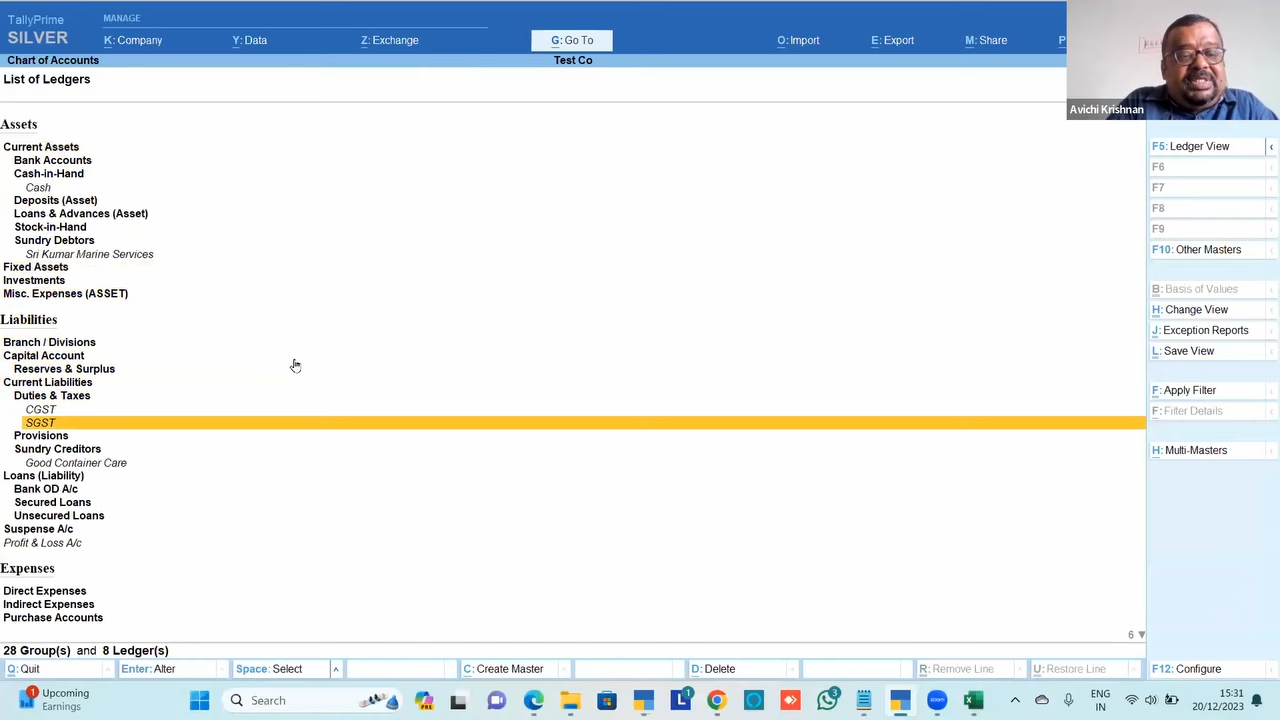 TallyPrime
SILVER
MANAGE
K: Company
Y: Data
Z: Exchange
G: Go To
O: Import
E: Export
M: Share
P
Chart of Accounts
Test Co
Avichi Krishnan
List of Ledgers
Assets
Current Assets
Bank Accounts
Cash-in-Hand
Cash
Deposits (Asset)
Loans & Advances (Asset)
Stock-in-Hand
Sundry Debtors
Sri Kumar Marine Services
Fixed Assets
Investments
Misc. Expenses (ASSET)
Liabilities
Branch / Divisions
Capital Account
Reserves & Surplus
Current Liabilities
Duties & Taxes
CGST
SGST
Provisions
Sundry Creditors
Good Container Care
Loans (Liability)
Bank OD A/c
Secured Loans
Unsecured Loans
Suspense A/c
Profit & Loss A/c
Expenses
Direct Expenses
Indirect Expenses
Purchase Accounts
6
28 Group(s) and 8 Ledger(s)
F5: Ledger View
F6
F7
F8
F9
F10: Other Masters
B: Basis of Values
H: Change View
J: Exception Reports
L: Save View
F: Apply Filter
F: Filter Details
H: Multi-Masters
Q: Quit
Enter: Alter
Space: Select
C: Create Master
D: Delete
R: Remove Line
U: Restore Line
F12: Configure
1
Upcoming
Earnings
Search
1
3
ENG
IN
15:31
20/12/2023